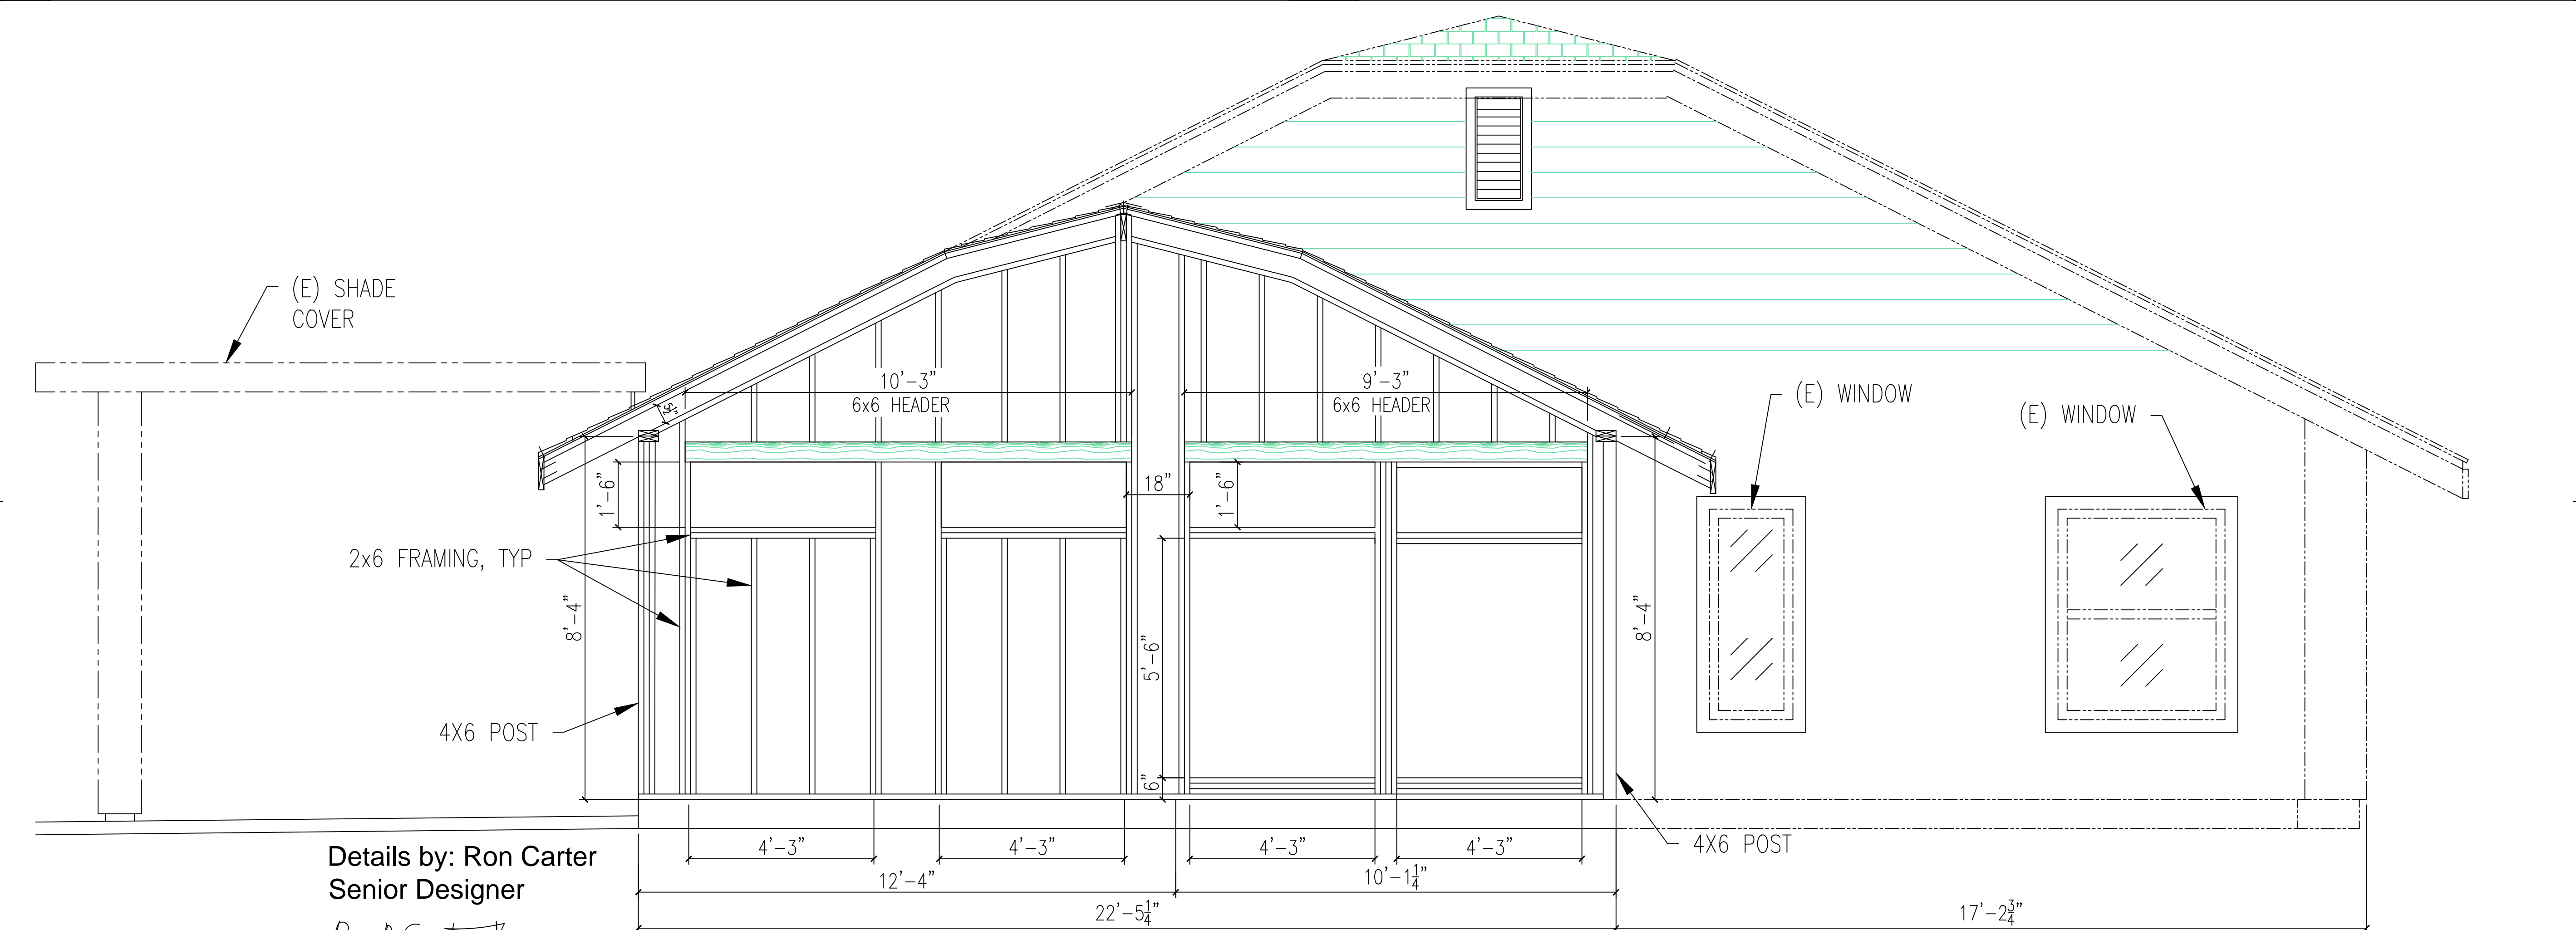 (E) SHADE
COVER
10'-3"
6x6 HEADER
9'-3"
6x6 HEADER
(E) WINDOW
(E) WINDOW
5½"
1'-6"
18"
1'-6"
2x6 FRAMING, TYP
8'-4"
8'-4"
5'-6"
4X6 POST
6"
4X6 POST
4'-3"
4'-3"
4'-3"
4'-3"
Details by: Ron Carter
Senior Designer
12'-4"
10'-1¼"
22'-5¼"
17'-2¾"